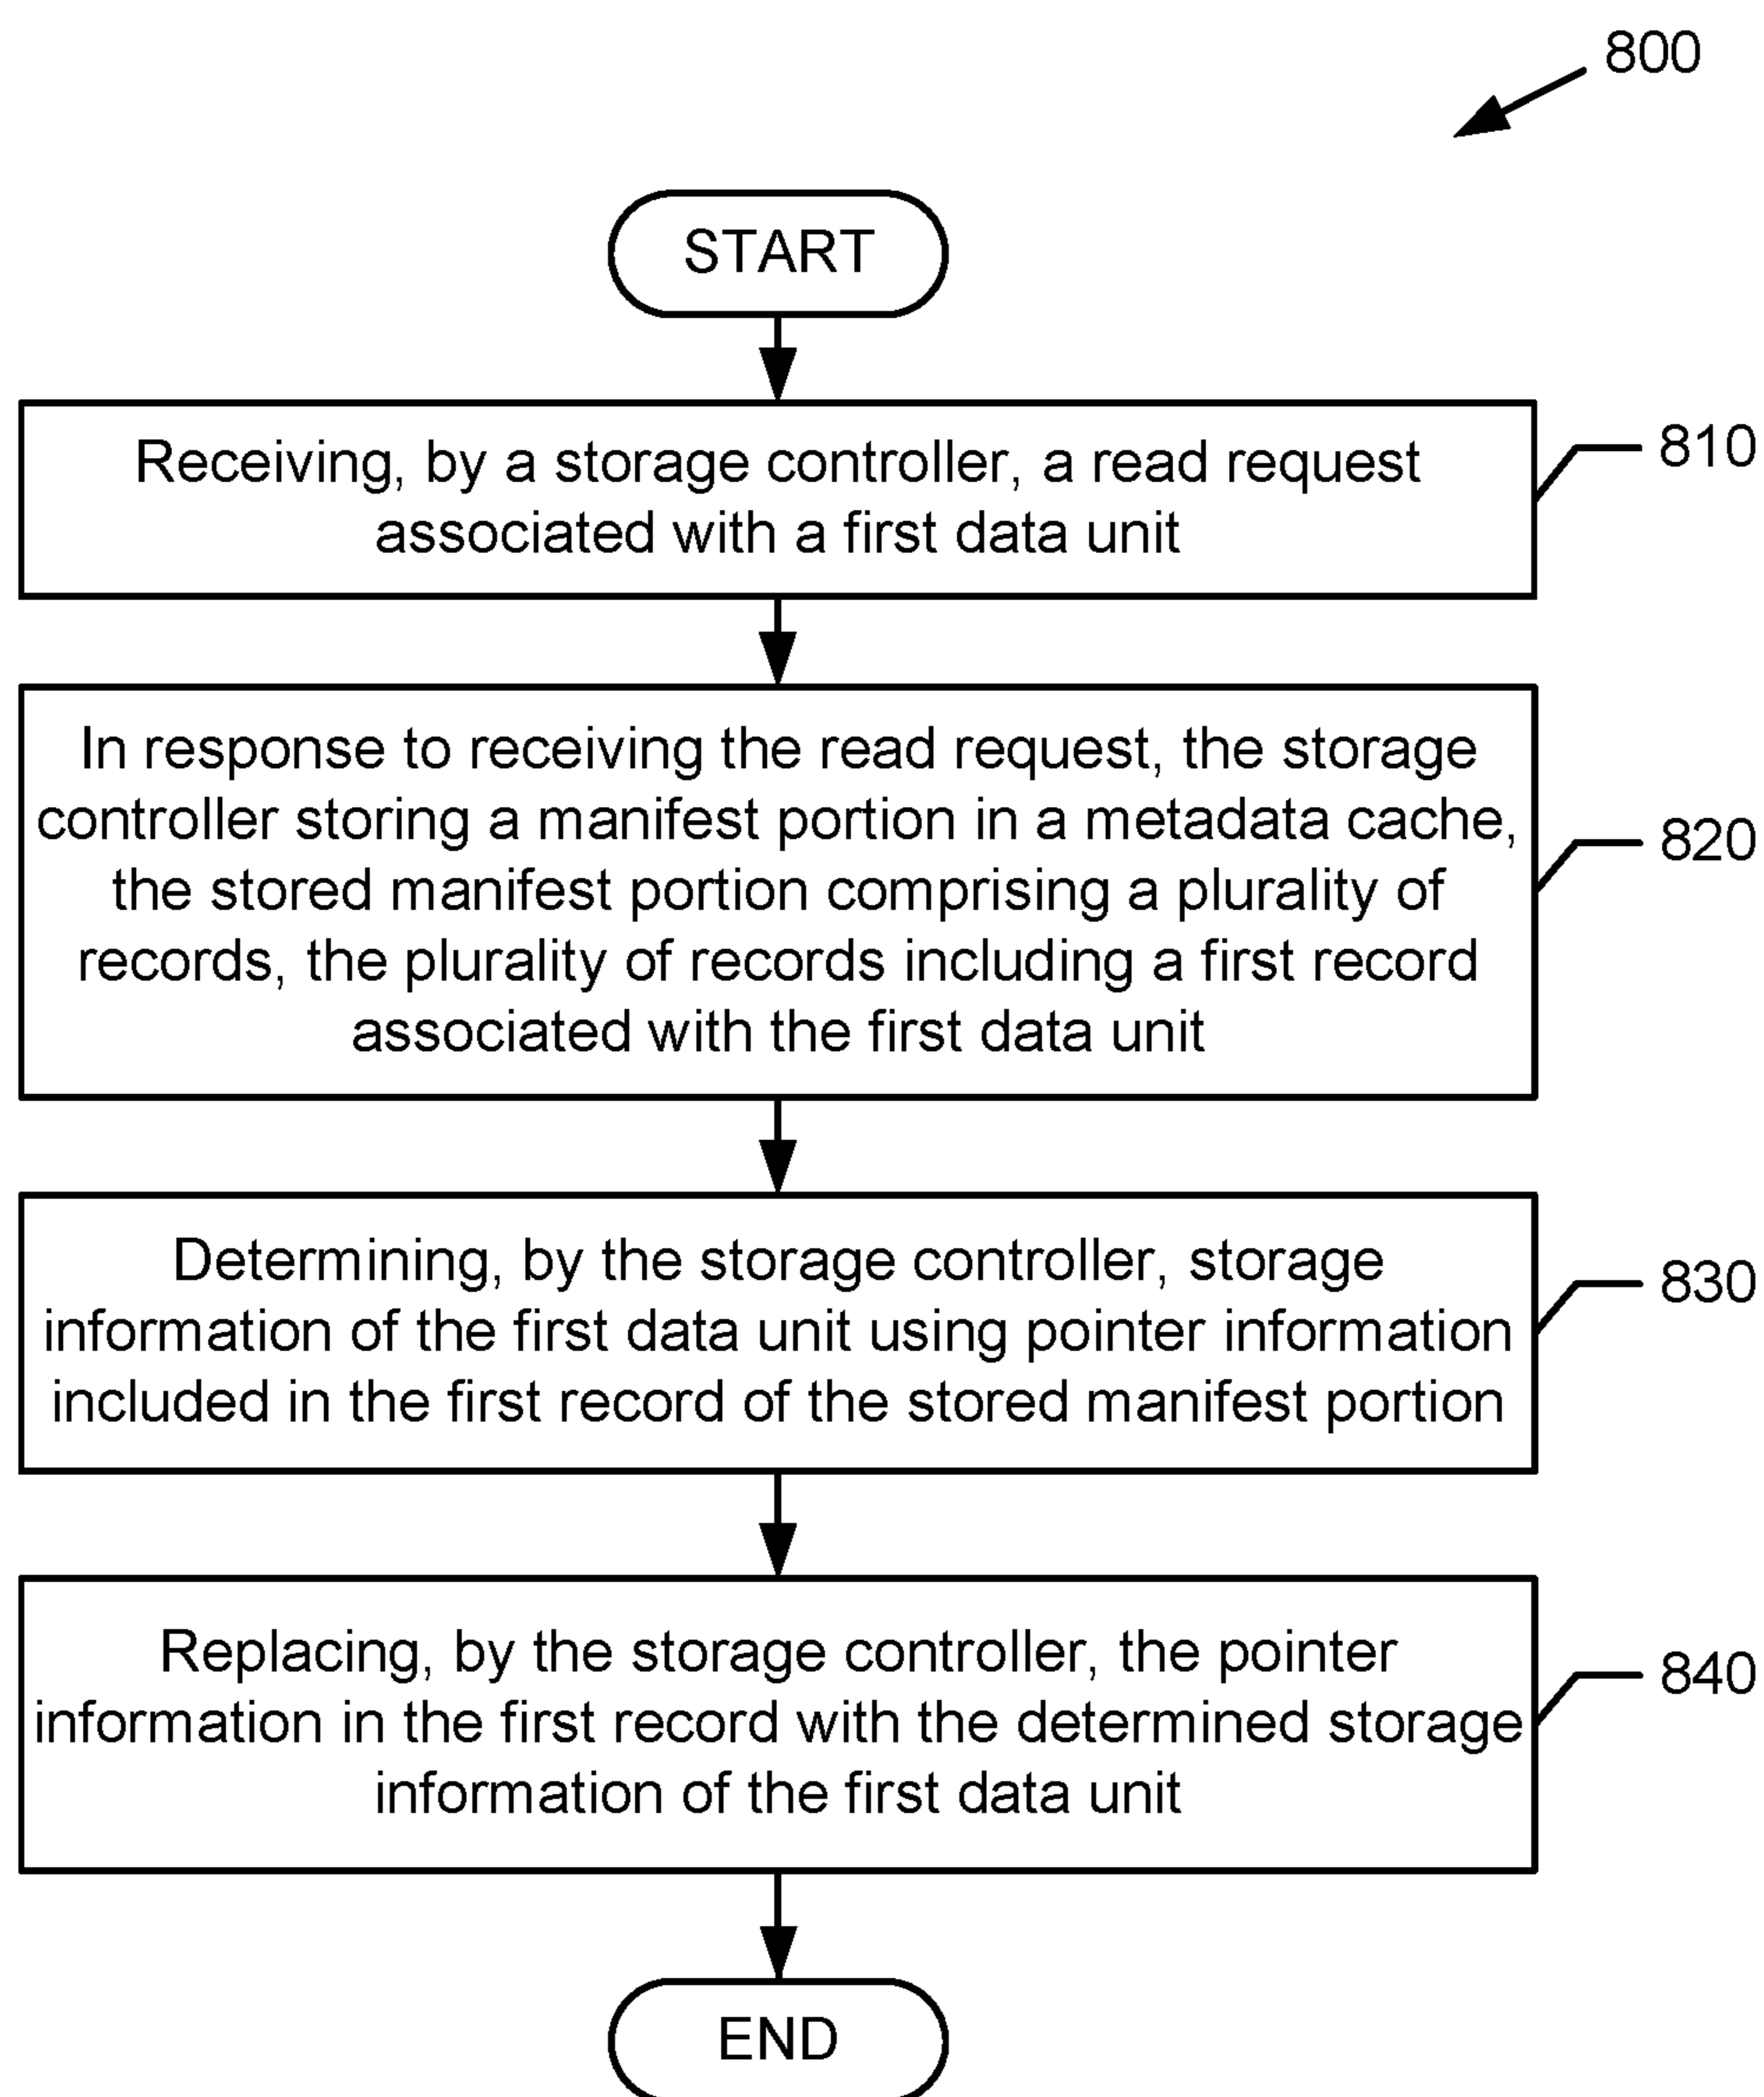 800
START
Receiving, by a storage controller, a read request
associated with a first data unit
810
In response to receiving the read request, the storage
controller storing a manifest portion in a metadata cache,
the stored manifest portion comprising a plurality of
records, the plurality of records including a first record
associated with the first data unit
820
Determining, by the storage controller, storage
information of the first data unit using pointer information
included in the first record of the stored manifest portion
830
Replacing, by the storage controller, the pointer
information in the first record with the determined storage
information of the first data unit
840
END